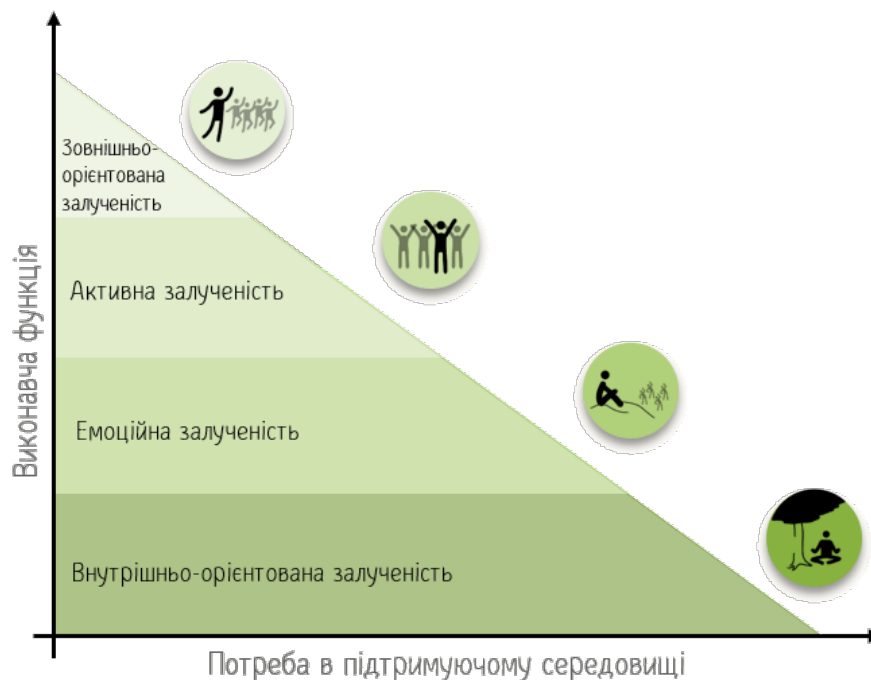 Зовнішньо-
орієнтована
залученість
Активна залученість
Емоційна залученість
Внутрішньо-орієнтована залученість
Виконавча функція
Потреба в підтримуючому середовищі